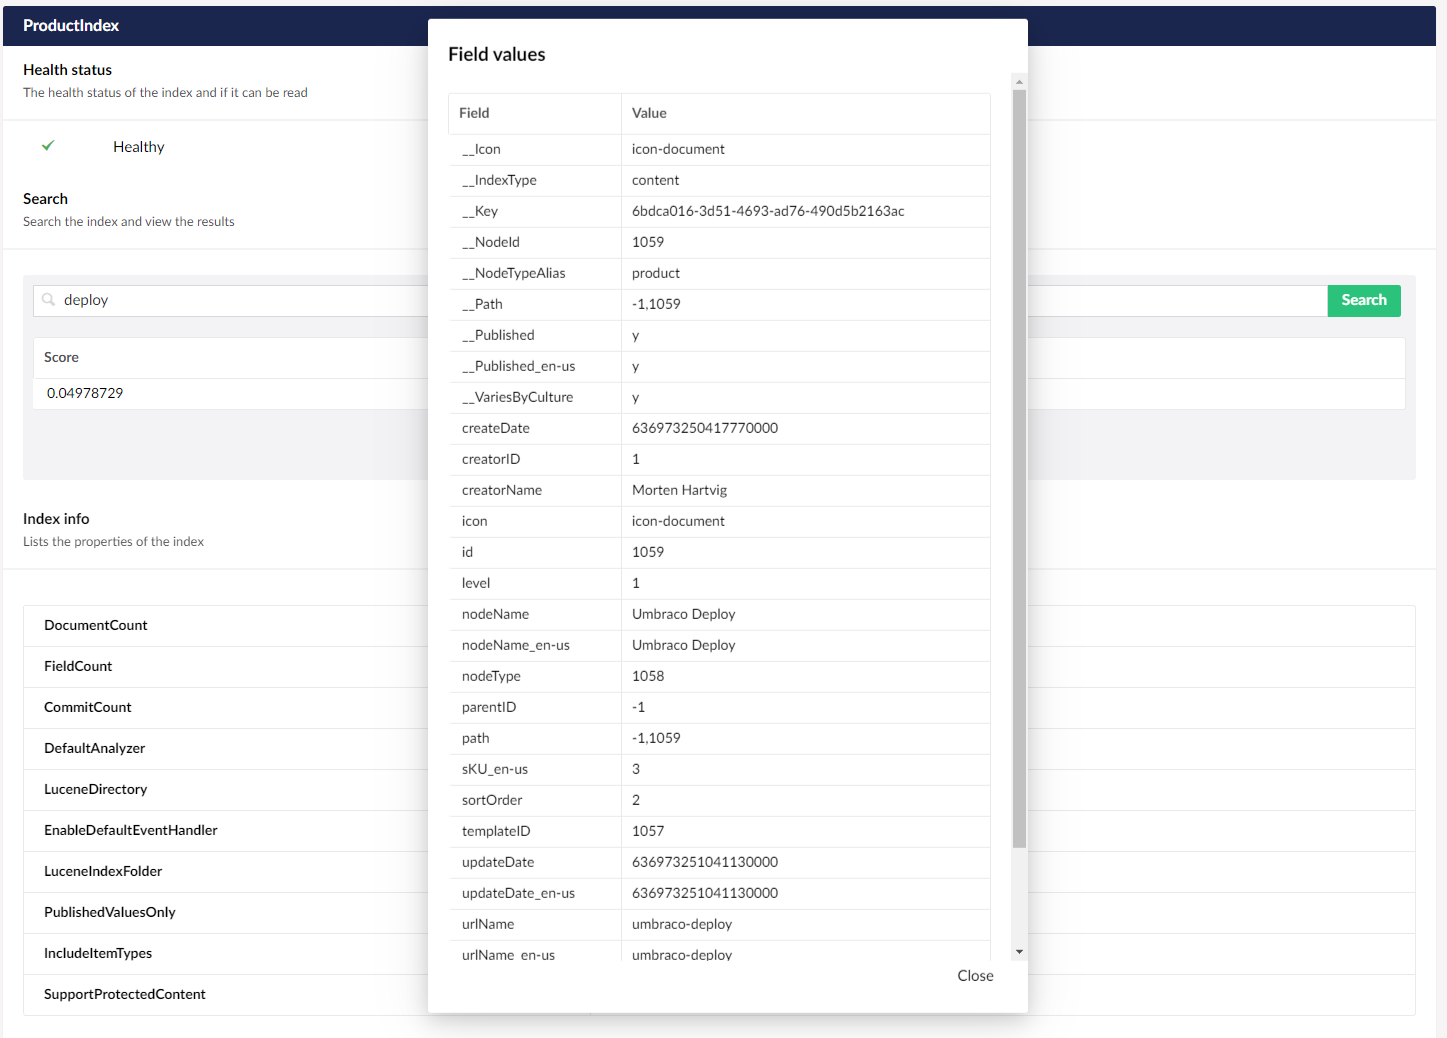 ProductIndex
Health status
The health status of the index and if it can be read
Healthy
Search
Search the index and view the results
deploy
Search
Score
0.04978729
Index info
Lists the properties of the index
DocumentCount
FieldCount
CommitCount
DefaultAnalyzer
LuceneDirectory
EnableDefaultEventHandler
LuceneIndexFolder
PublishedValuesOnly
IncludeItemTypes
SupportProtectedContent
Field values
Field Value
__Icon icon-document
__IndexType content
__Key 6bdca016-3d51-4693-ad76-490d5b2163ac
__NodeId 1059
__NodeTypeAlias product
__Path -1,1059
__Published y
__Published_en-us y
__VariesByCulture y
createDate 636973250417770000
creatorID 1
creatorName Morten Hartvig
icon icon-document
id 1059
level 1
nodeName Umbraco Deploy
nodeName_en-us Umbraco Deploy
nodeType 1058
parentID -1
path -1,1059
sKU_en-us 3
sortOrder 2
templateID 1057
updateDate 636973251041130000
updateDate_en-us 636973251041130000
urlName umbraco-deploy
urlName_en-us umbraco-deploy
Close